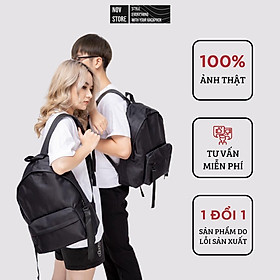 NOV
STORE
STYLE
EVERYTHING
WITH YOUR BACKPACK
100%
ẢNH THẬT
TƯ VẤN
MIỄN PHÍ
1 ĐỔI 1
SẢN PHẨM DO
LỖI SẢN XUẤT